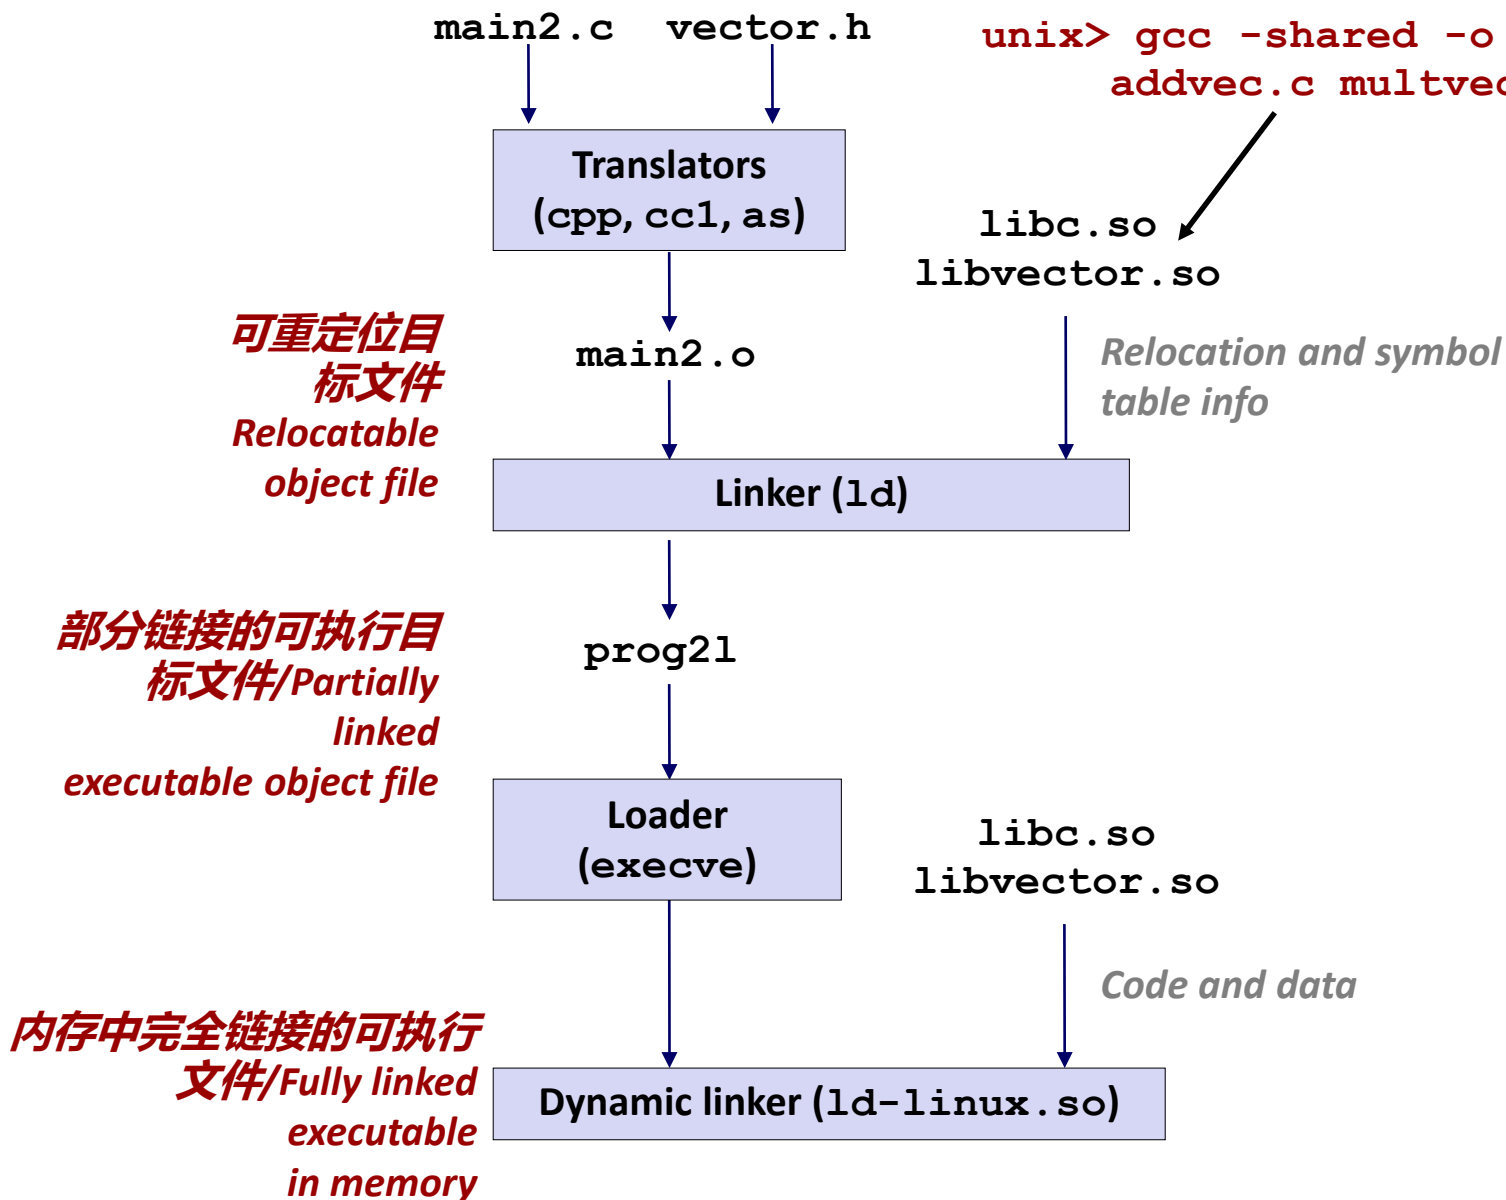 main2.c vector.h
unix> gcc -shared -o
addvec.c
Translators
(cpp, cc1, as)
libc.so
libvector.so
可重定位目
标文件
Relocatable
object file
main2.o
Relocation and symbol
table info
Linker (ld)
部分链接的可执行目
标文件/Partially
linked
executable object file
prog2l
Loader
(execve)
libc.so
libvector.so
Code and data
内存中完全链接的可执行
文件/Fully linked
executable
in memory
Dynamic linker (ld-linux.so)